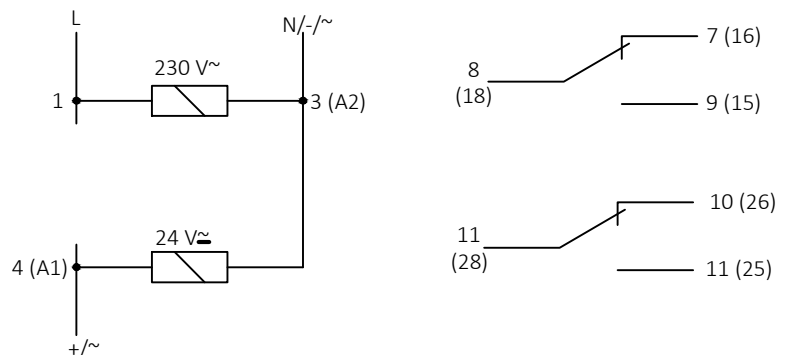 L
N/-/~
230 V~
1
3 (A2)
24 V~
4 (A1)
+/~
7 (16)
8
(18)
9 (15)
10 (26)
11
(28)
11 (25)